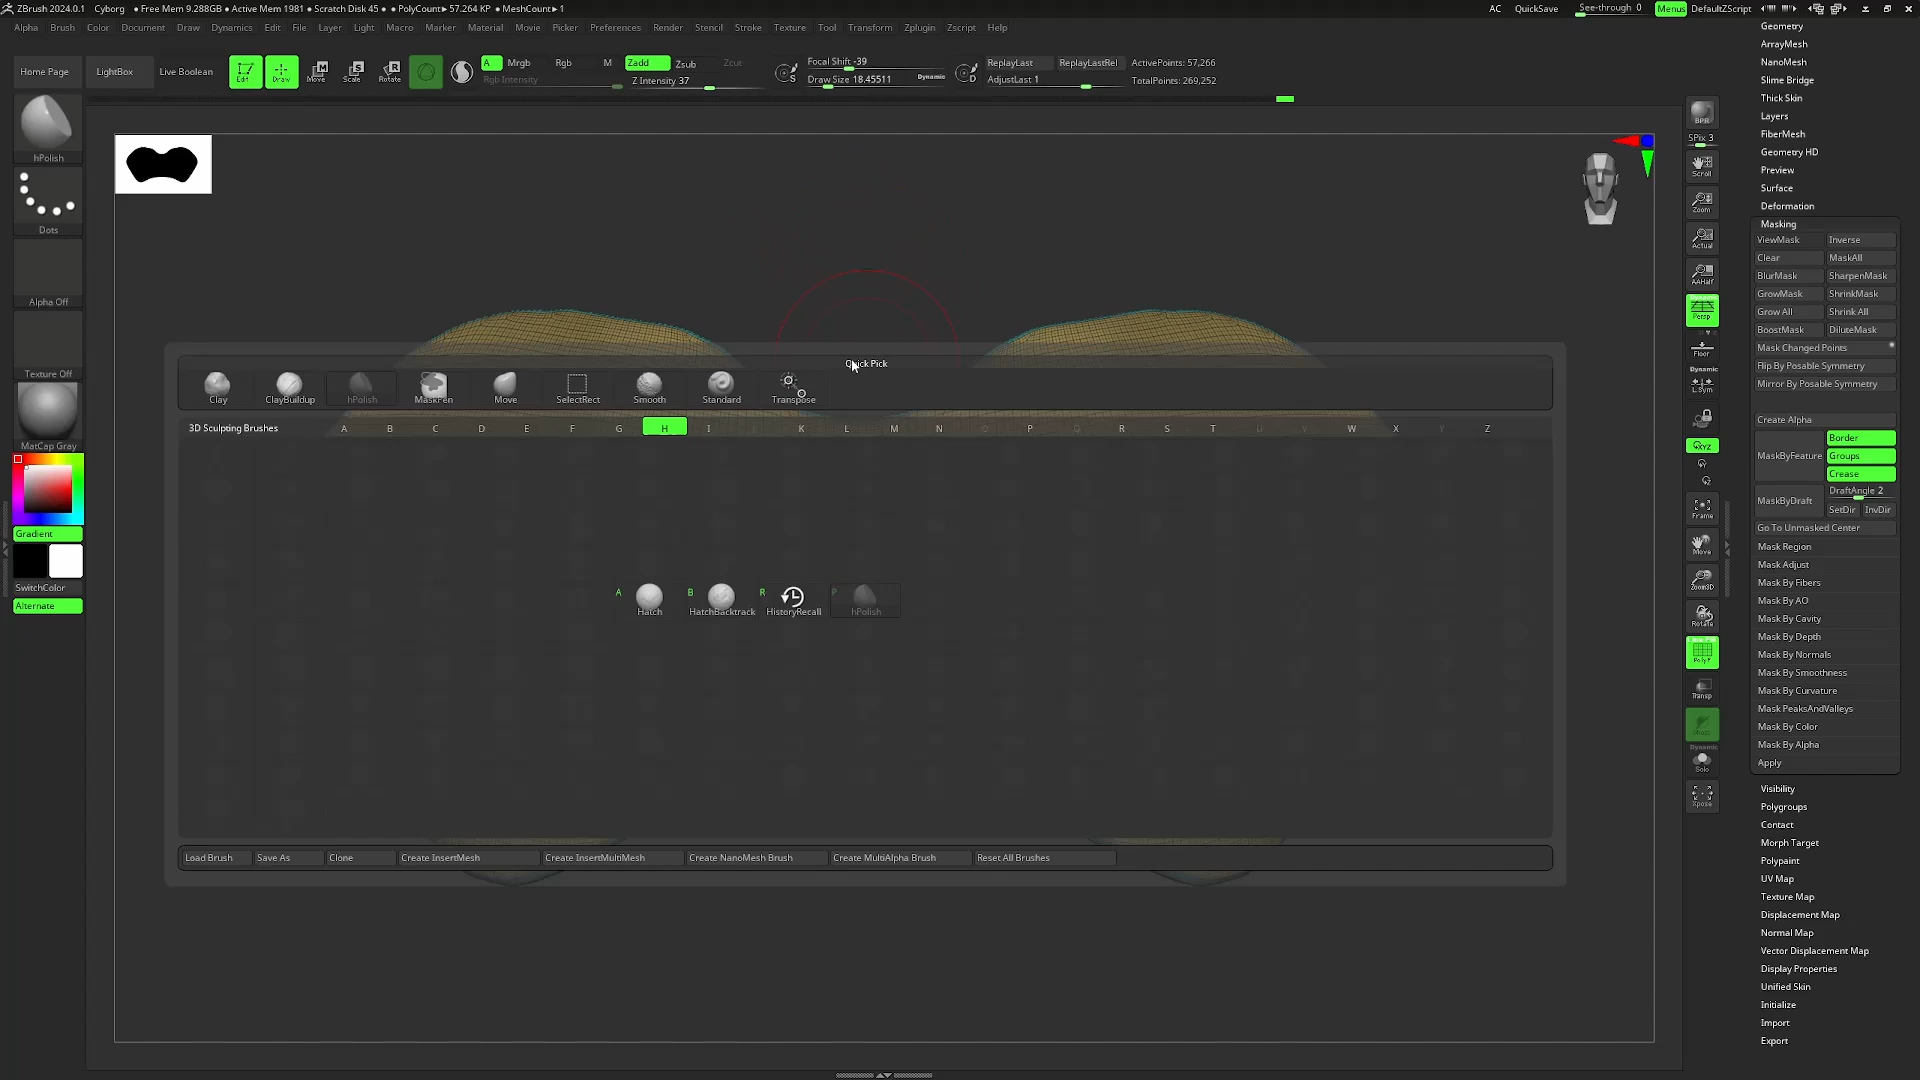 ZBrush 2024.0.1 Cyborg • Free Mem 9.288GB • Active Mem 1981 • Scratch Disk 45 • PolyCount▸ 57.264 KP • MeshCount▸ 1
AC QuickSave See-through 0 Menus DefaultZScript
Alpha Brush Color Document Draw Dynamics Edit File Layer Light Macro Marker Material Movie Picker Preferences Render Stencil Stroke Texture Tool Transform Zplugin Zscript Help
Home Page LightBox Live Boolean Edit Draw Move Scale Rotate
A Mrgb Rgb M Zadd Zsub Zcut
Rgb Intensity Z Intensity 37
Focal Shift -39
Draw Size 18.45511 Dynamic
S D
ReplayLast ReplayLastRel ActivePoints: 57,266
AdjustLast 1 TotalPoints: 269,252
hPolish
Dots
Alpha Off
Texture Off
MatCap Gray
Gradient
SwitchColor
Alternate
Quick Pick
Clay ClayBuildup hPolish MaskPen Move SelectRect Smooth Standard Transpose
3D Sculpting Brushes A B C D E F G H I K L M N P R S T W X Z
A Hatch B HatchBacktrack R HistoryRecall P hPolish
Load Brush Save As Clone Create InsertMesh Create InsertMultiMesh Create NanoMesh Brush Create MultiAlpha Brush Reset All Brushes
BPR
SPix 3
Scroll
Zoom
Actual
AAHalf
Dynamic
Persp
Floor
Dynamic
L.Sym
XYZ
Frame
Move
Zoom3D
Rotate
Line Fill
PolyF
Transp
Dynamic
Solo
Xpose
Geometry
ArrayMesh
NanoMesh
Slime Bridge
Thick Skin
Layers
FiberMesh
Geometry HD
Preview
Surface
Deformation
Masking
ViewMask Inverse
Clear MaskAll
BlurMask SharpenMask
GrowMask ShrinkMask
Grow All Shrink All
BoostMask DiluteMask
Mask Changed Points
Flip By Posable Symmetry
Mirror By Posable Symmetry
Create Alpha
MaskByFeature Border
Groups
Crease
MaskByDraft DraftAngle 2
SetDir InvDir
Go To Unmasked Center
Mask Region
Mask Adjust
Mask By Fibers
Mask By AO
Mask By Cavity
Mask By Depth
Mask By Normals
Mask By Smoothness
Mask By Curvature
Mask PeaksAndValleys
Mask By Color
Mask By Alpha
Apply
Visibility
Polygroups
Contact
Morph Target
Polypaint
UV Map
Texture Map
Displacement Map
Normal Map
Vector Displacement Map
Display Properties
Unified Skin
Initialize
Import
Export